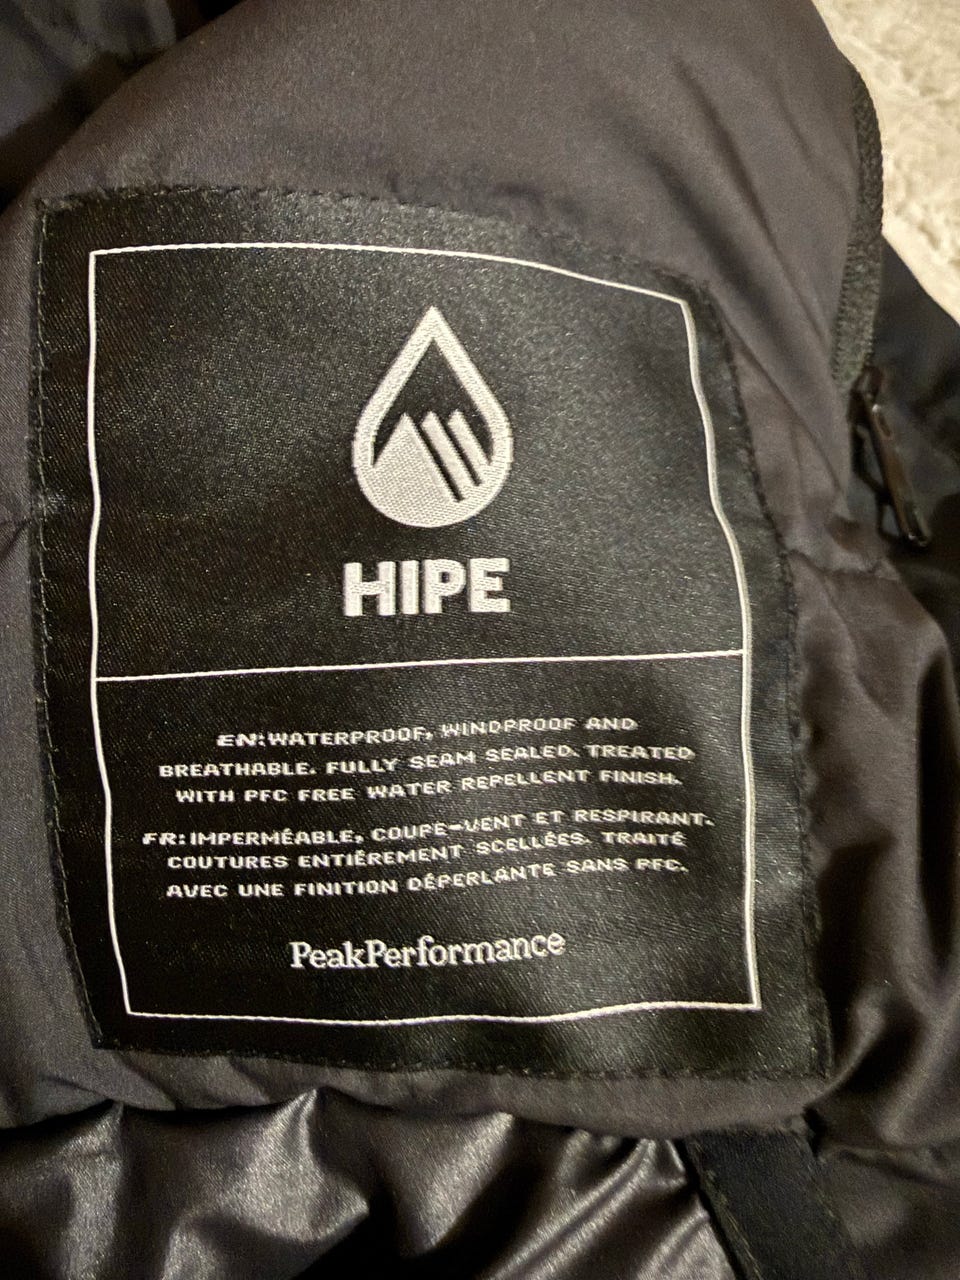 HIPE
EN:WATERPROOF, WINDPROOF AND
BREATHABLE. FULLY SEAM SEALED. TREATED
WITH PFC FREE WATER REPELLENT FINISH.
FR:IMPERMÉABLE, COUPE-VENT ET RESPIRANT.
COUTURES ENTIÈREMENT SCELLÉES. TRAITÉ
AVEC UNE FINITION DÉPERLANTE SANS PFC.
PeakPerformance